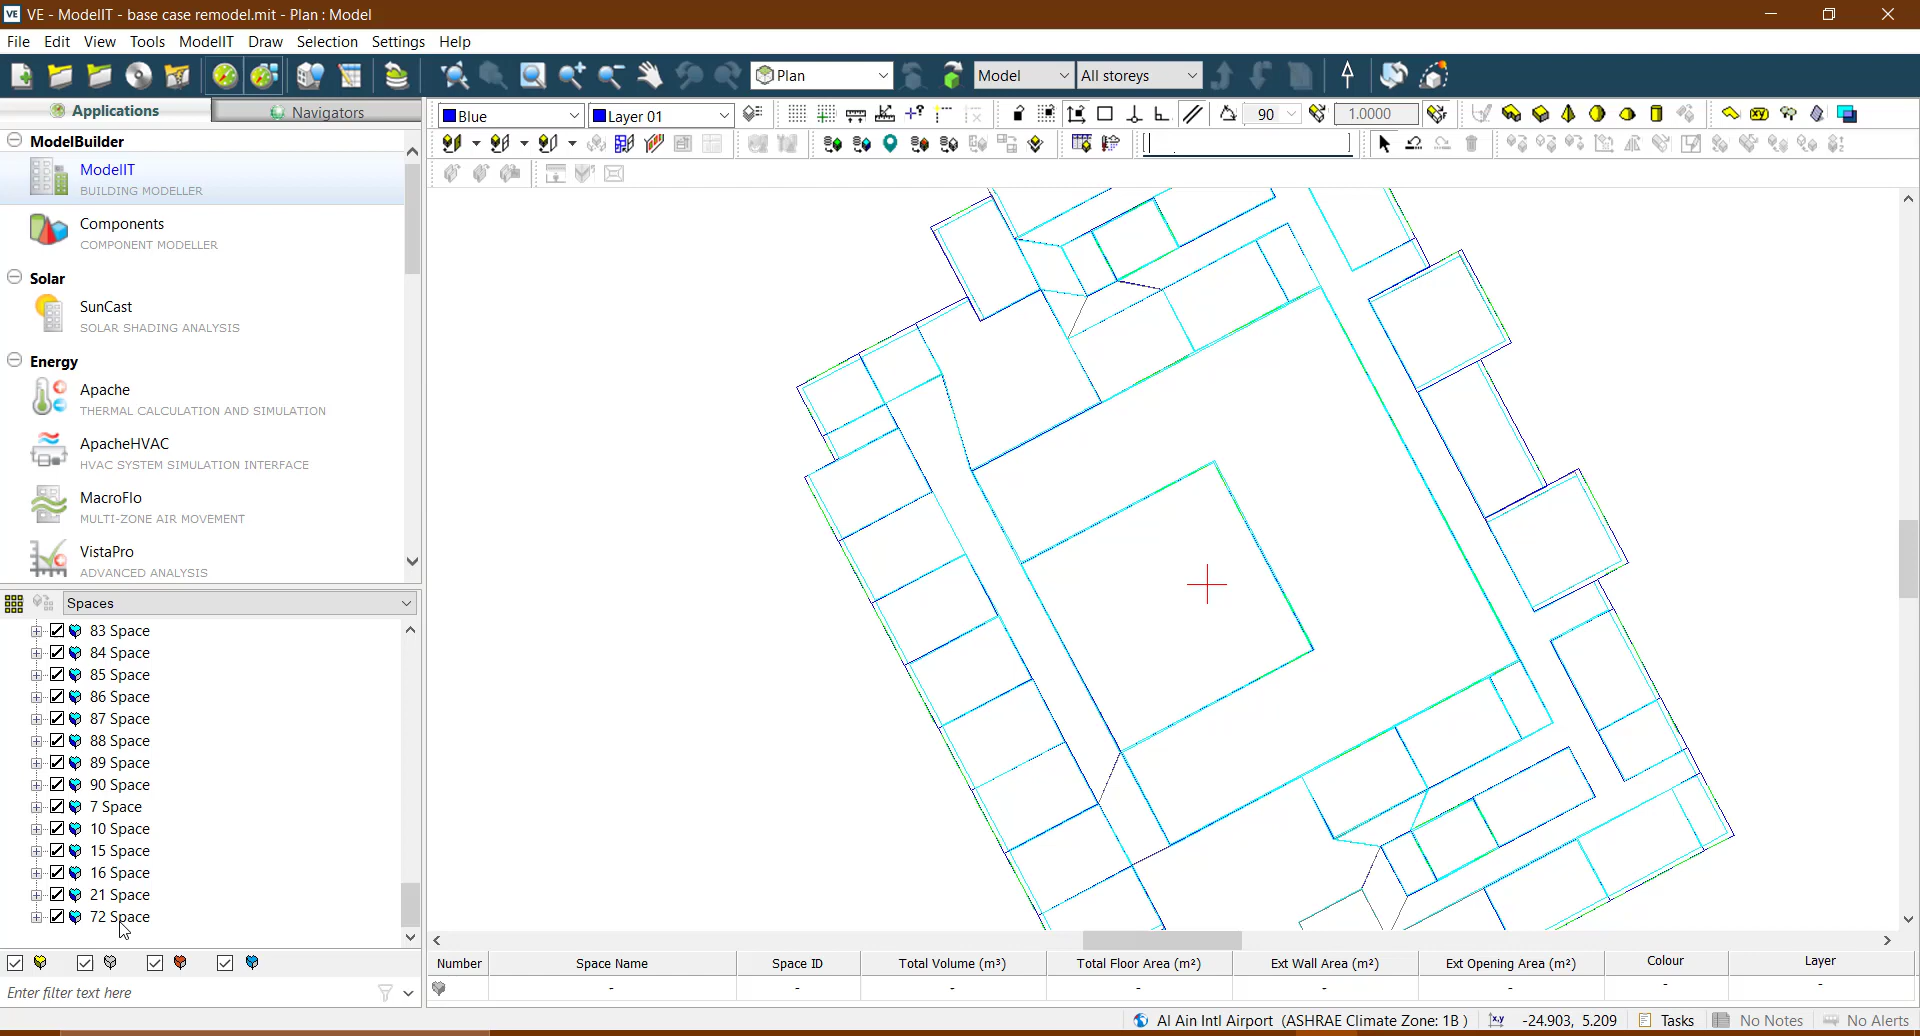 VE VE - ModelIT - base case remodel.mit - Plan : Model
File Edit View Tools ModelIT Draw Selection Settings Help
Plan Model All storeys
Applications Navigators
Blue Layer 01 90 1.0000
ModelBuilder
ModelIT
BUILDING MODELLER
Components
COMPONENT MODELLER
Solar
SunCast
SOLAR SHADING ANALYSIS
Energy
Apache
THERMAL CALCULATION AND SIMULATION
ApacheHVAC
HVAC SYSTEM SIMULATION INTERFACE
MacroFlo
MULTI-ZONE AIR MOVEMENT
VistaPro
ADVANCED ANALYSIS
Spaces
83 Space
84 Space
85 Space
86 Space
87 Space
88 Space
89 Space
90 Space
7 Space
10 Space
15 Space
16 Space
21 Space
72 Space
Enter filter text here
Number Space Name Space ID Total Volume (m³) Total Floor Area (m²) Ext Wall Area (m²) Ext Opening Area (m²) Colour Layer
- - - - - - - -
Al Ain Intl Airport (ASHRAE Climate Zone: 1B ) x,y -24.903, 5.209 Tasks No Notes No Alerts